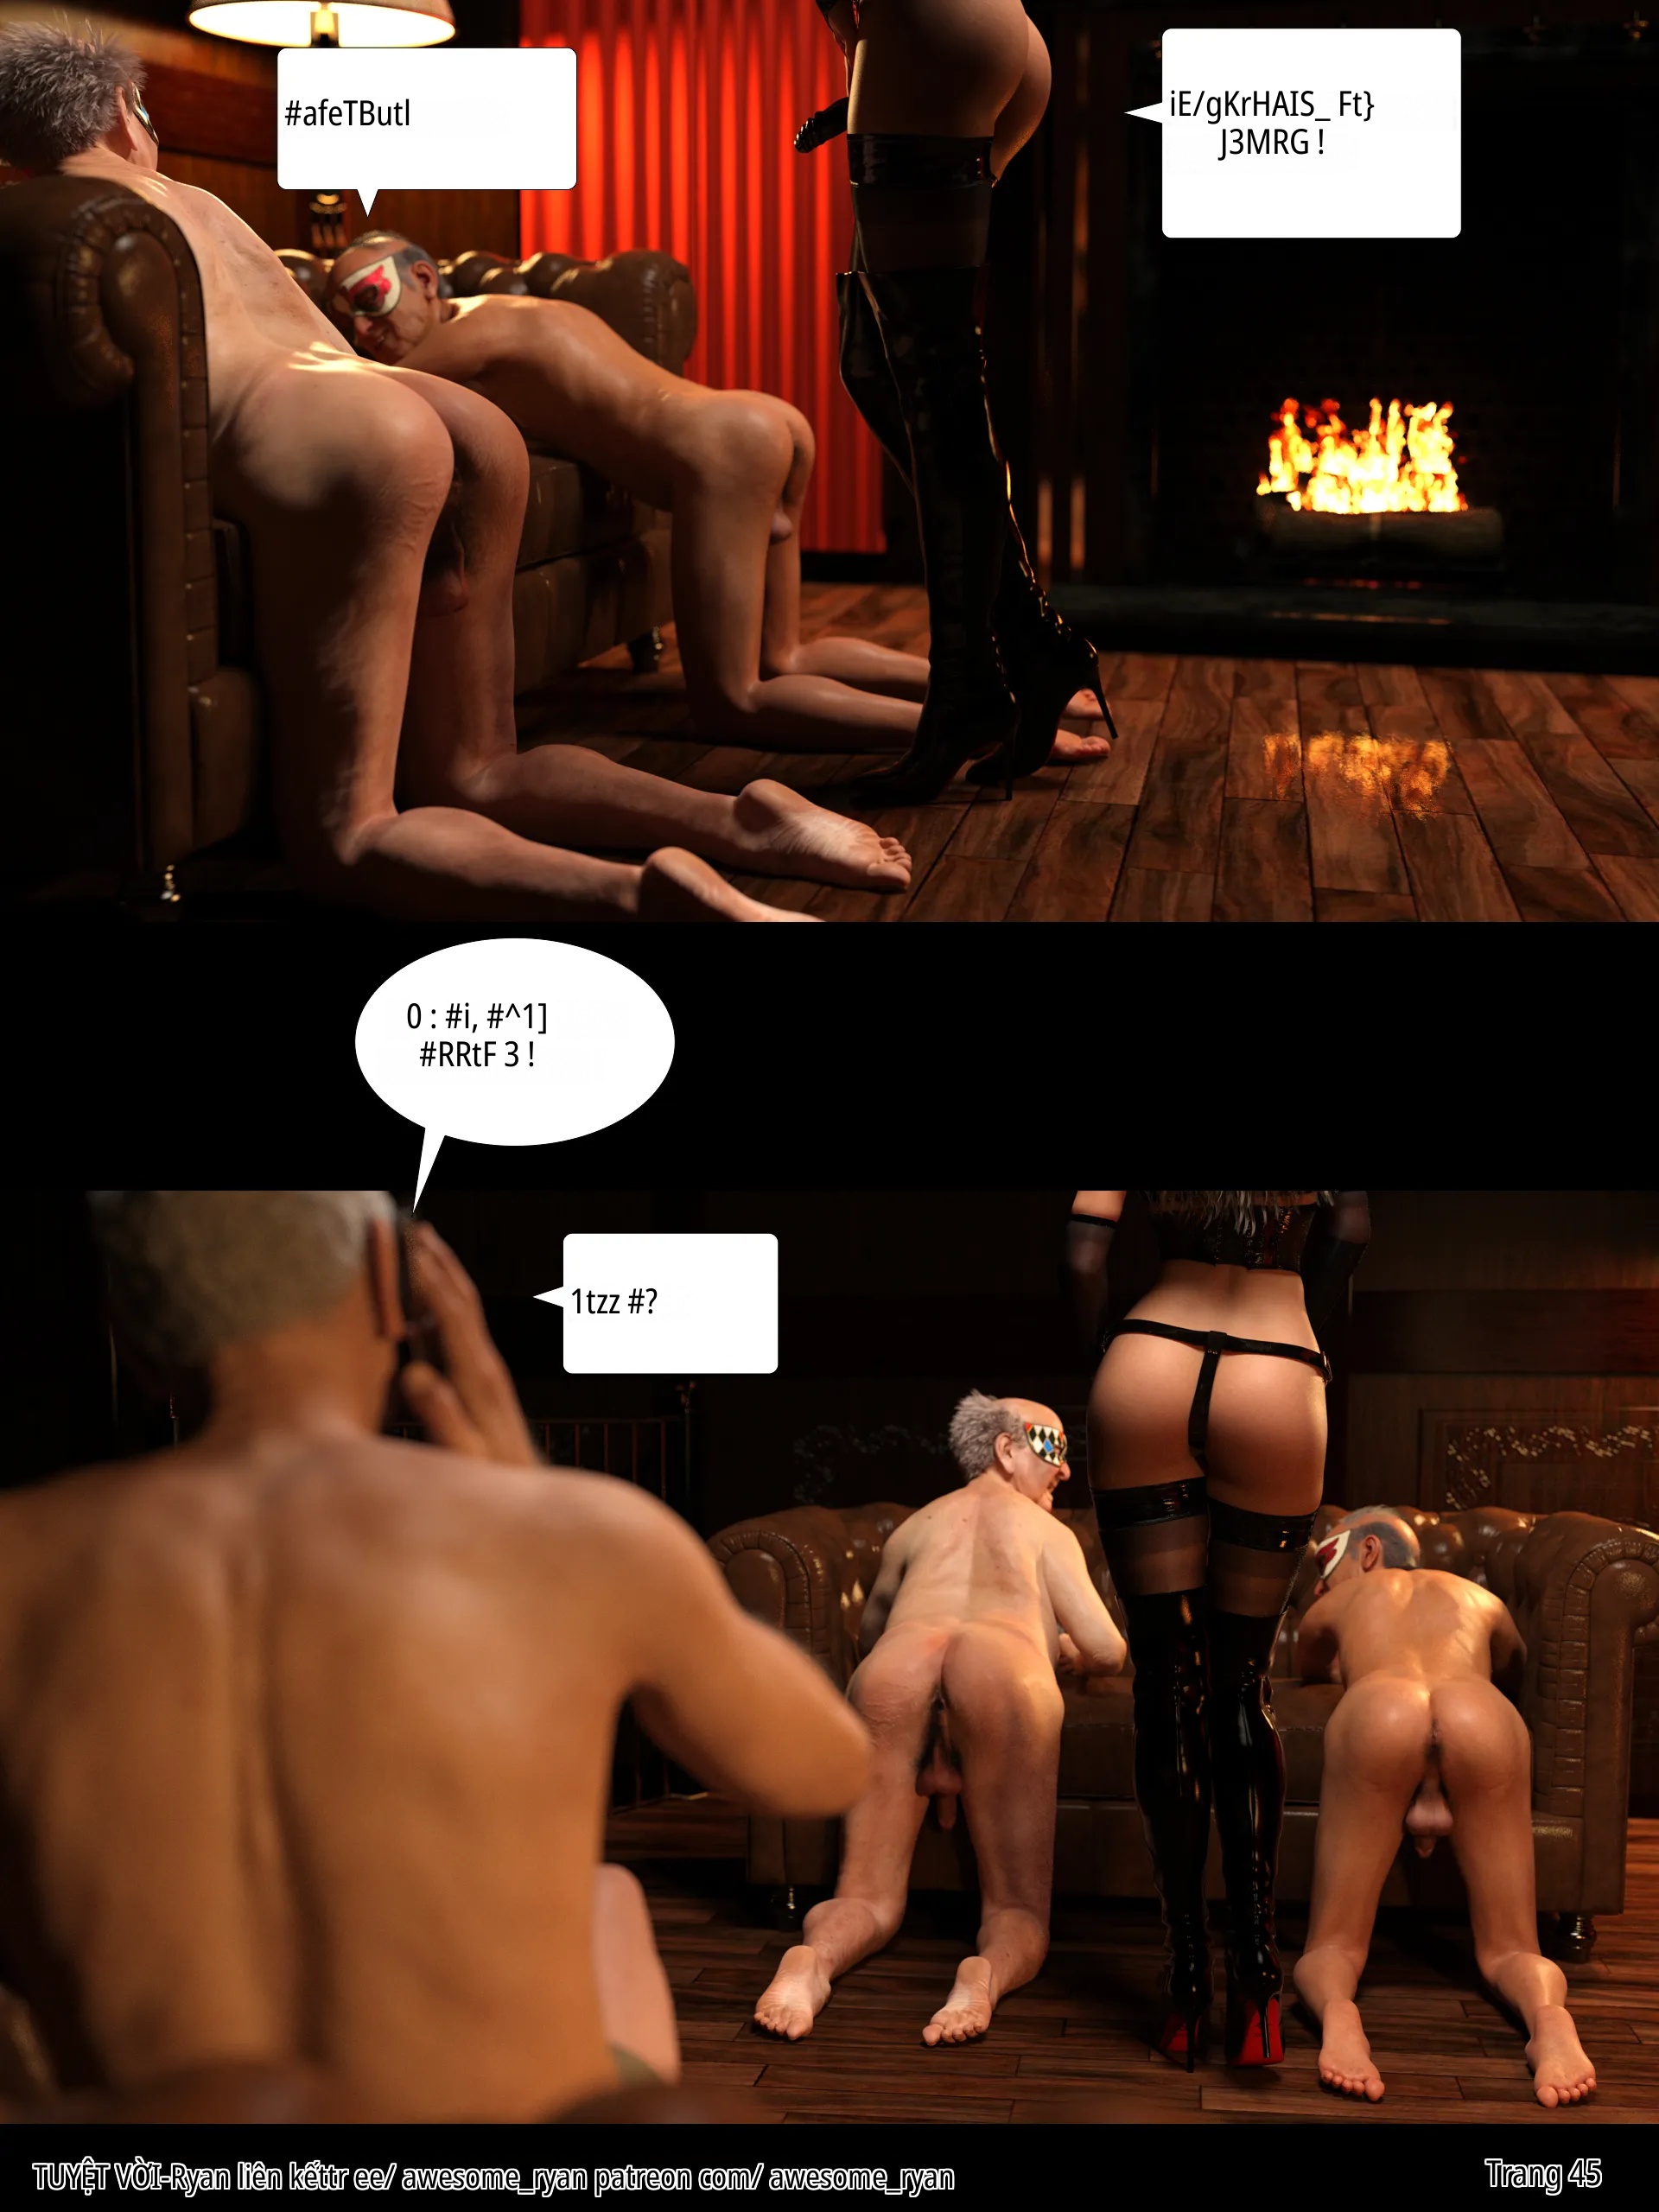 #afeTButl
iE/gKrHAIS_ Ft}
J3MRG !
0 : #i, #^1]
#RRtF 3 !
1tzz #?
TUYỆT VỜI-Ryan liên kếttr ee/ awesome_ryan patreon com/ awesome_ryan
Trang 45